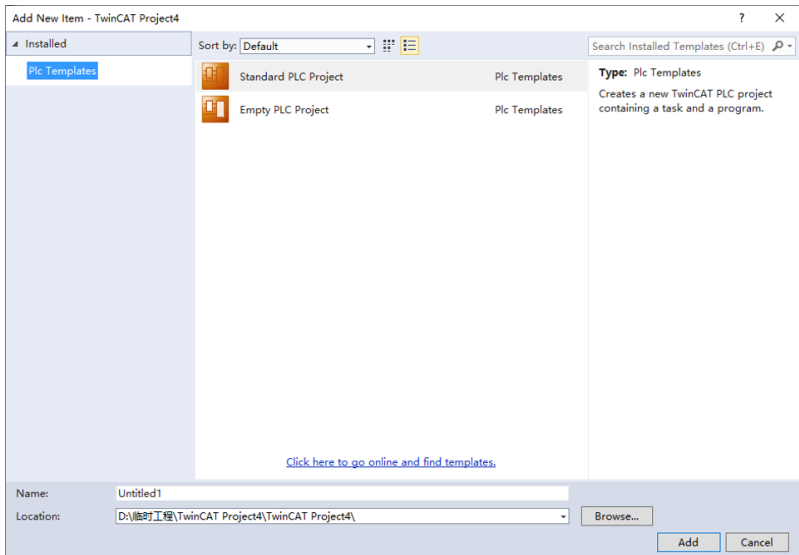 Add New Item - TwinCAT Project4
? ×
Installed
Sort by: Default
Search Installed Templates (Ctrl+E)
Plc Templates
Standard PLC Project Plc Templates
Type: Plc Templates
Creates a new TwinCAT PLC project
containing a task and a program.
Empty PLC Project Plc Templates
Click here to go online and find templates.
Name: Untitled1
Location: D:\临时工程\TwinCAT Project4\TwinCAT Project4\
Browse...
Add Cancel